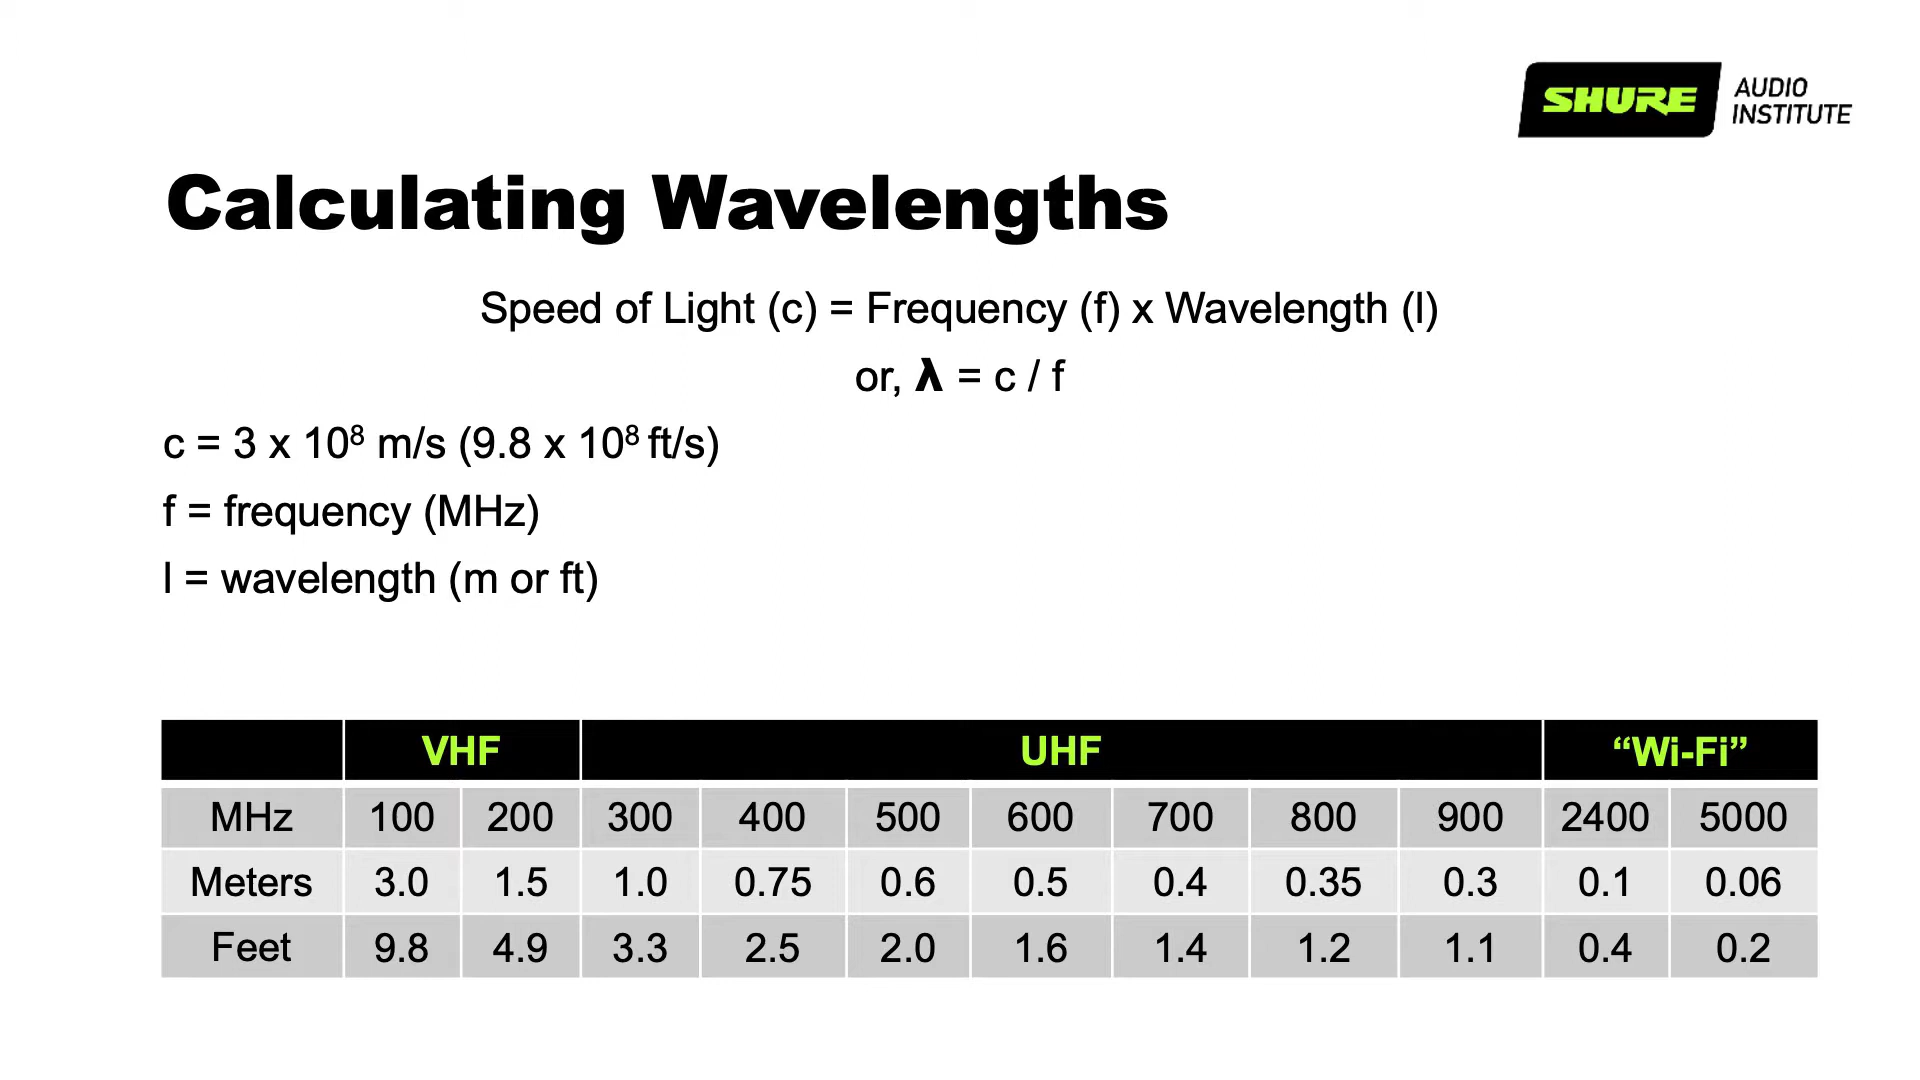 SHURE AUDIO INSTITUTE
Calculating Wavelengths
Speed of Light (c) = Frequency (f) x Wavelength (l)
or, λ = c / f
c = 3 x 10⁸ m/s (9.8 x 10⁸ ft/s)
f = frequency (MHz)
l = wavelength (m or ft)
VHF UHF “Wi-Fi”
MHz 100 200 300 400 500 600 700 800 900 2400 5000
Meters 3.0 1.5 1.0 0.75 0.6 0.5 0.4 0.35 0.3 0.1 0.06
Feet 9.8 4.9 3.3 2.5 2.0 1.6 1.4 1.2 1.1 0.4 0.2